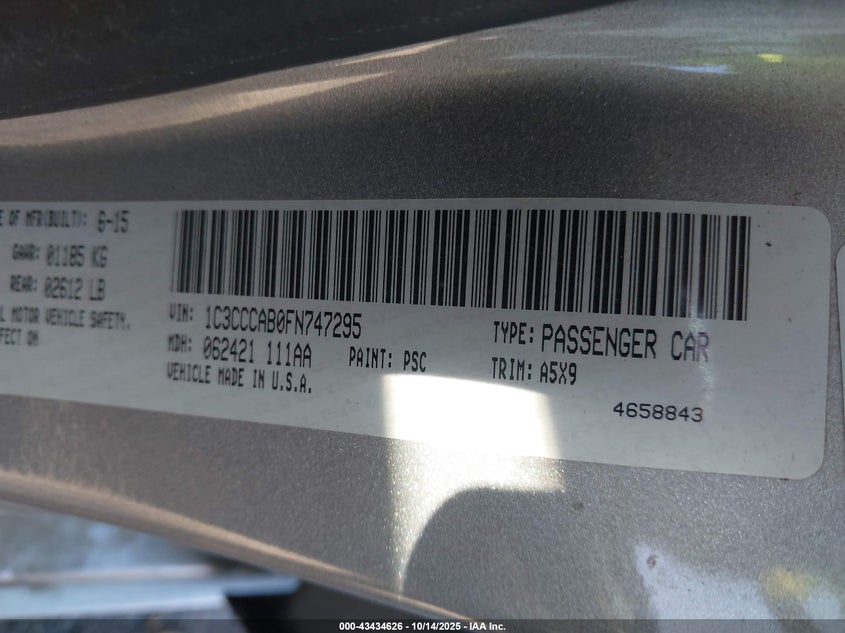 E OF MFR(BUILT): 6-15
GAWR: 01185 KG
REAR: 02612 LB
L MOTOR VEHICLE SAFETY,
FECT ON
VIN: 1C3CCCAB0FN747295
TYPE: PASSENGER CAR
MDH: 062421 111AA
PAINT: PSC
TRIM: A5X9
VEHICLE MADE IN U.S.A.
4658843
000-43434626 - 10/14/2025 - IAA Inc.